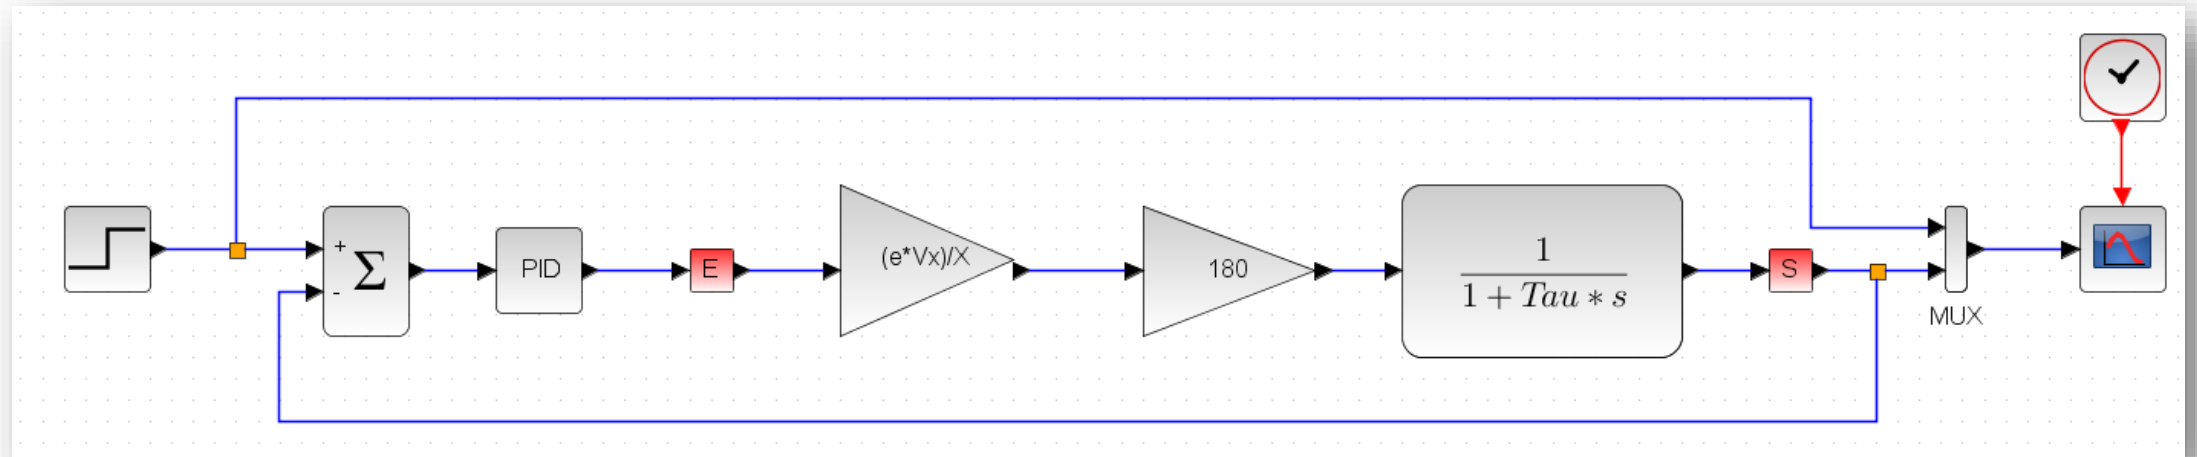 +
-
Σ
PID
E
(e*Vx)/X
180
1
1 + Tau * s
S
MUX